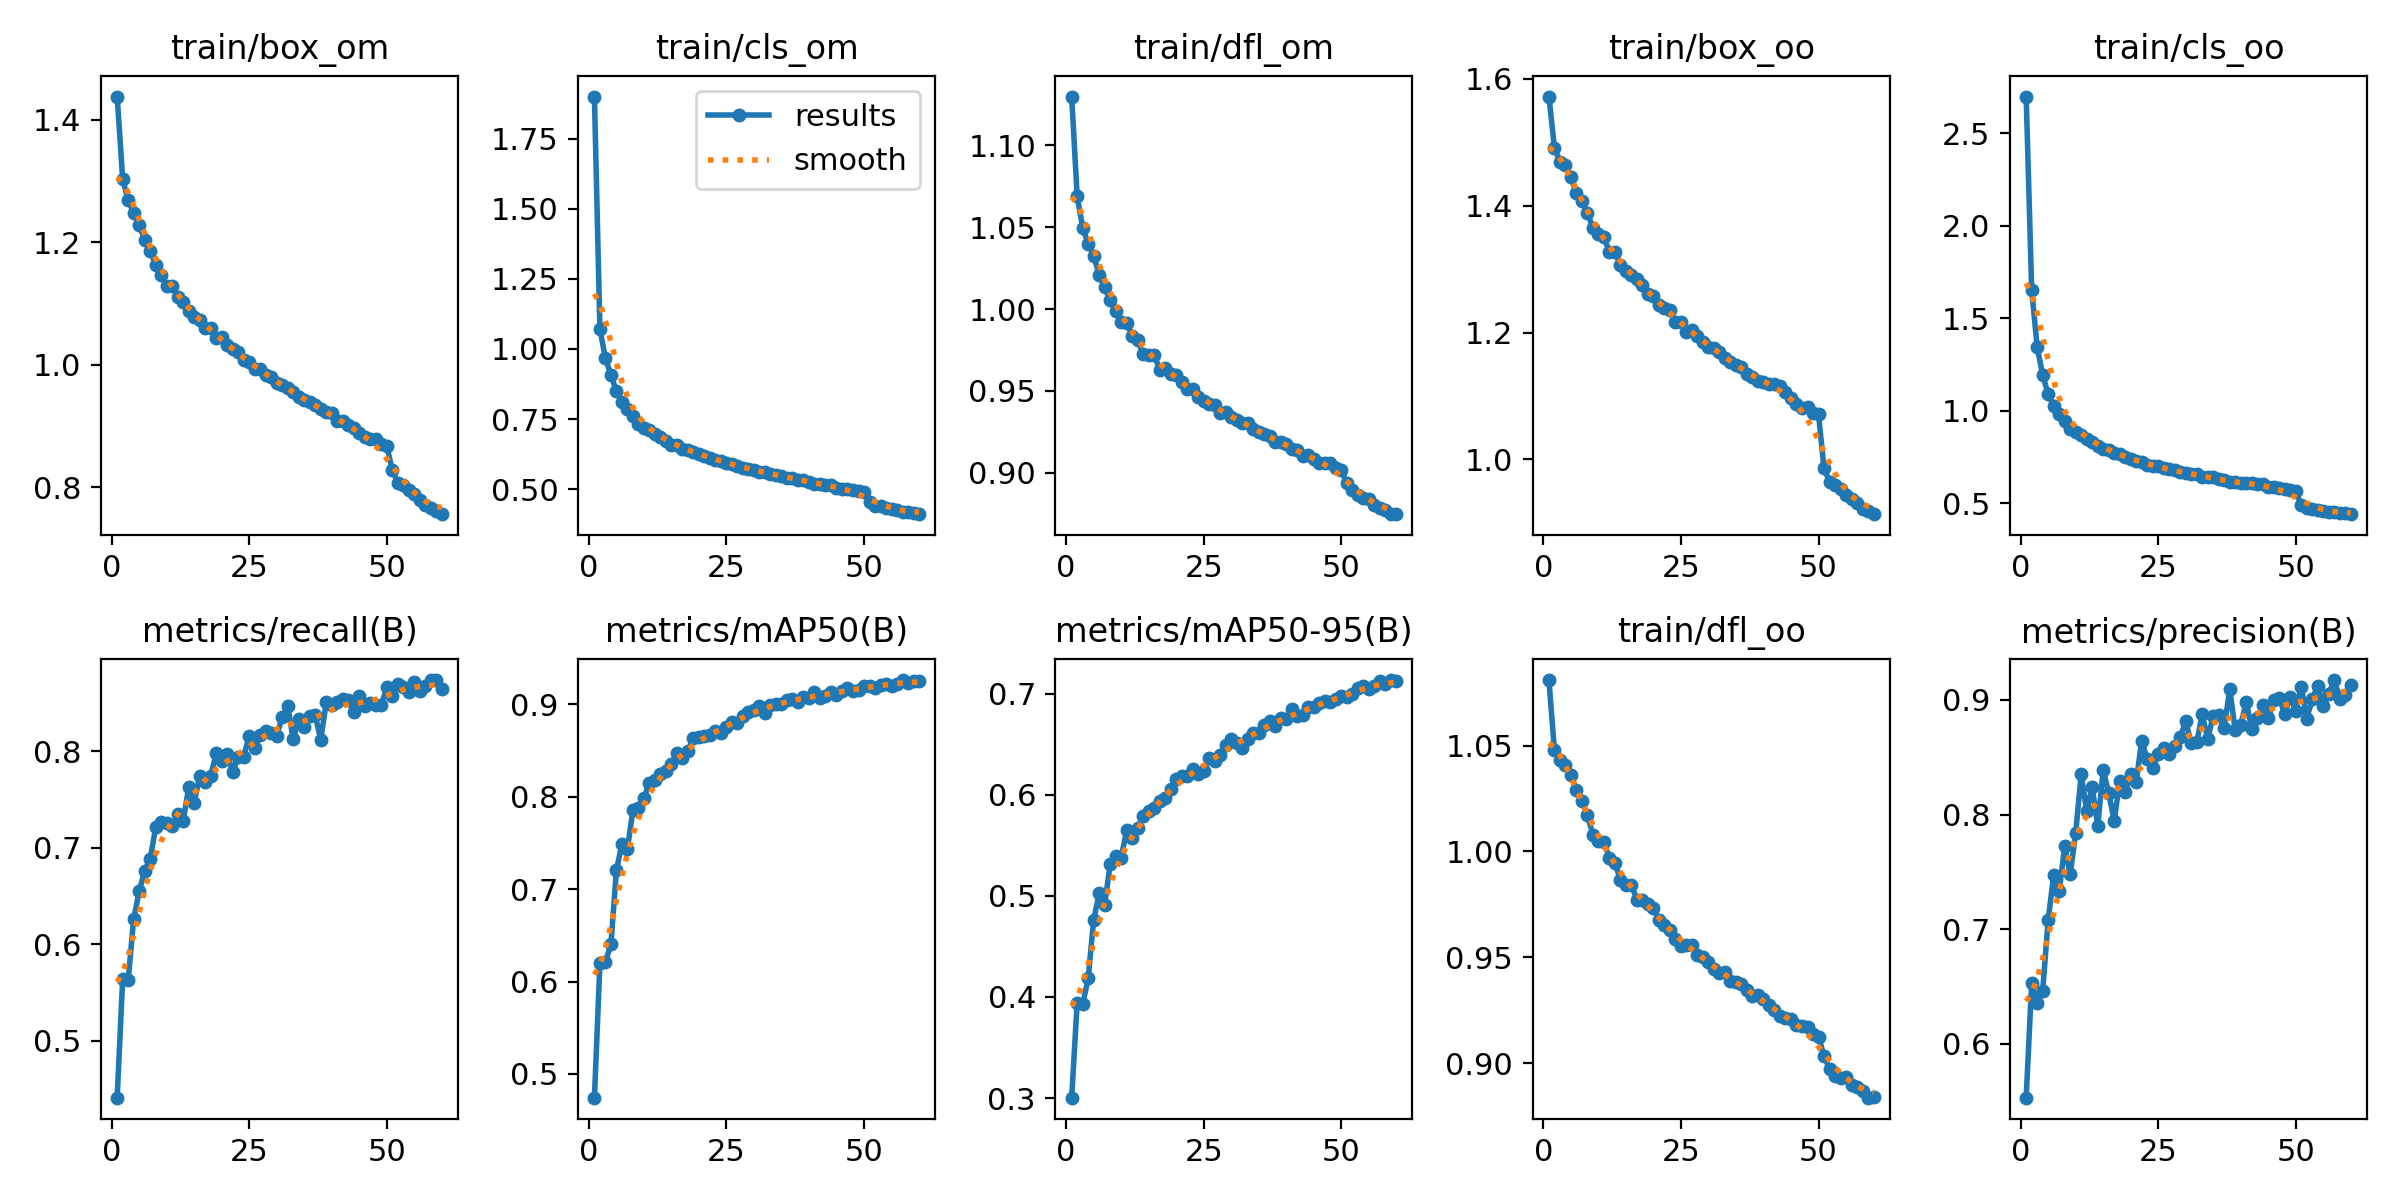 train/box_om
1.4
1.2
1.0
0.8
0 25 50
train/cls_om
results
smooth
1.75
1.50
1.25
1.00
0.75
0.50
0 25 50
train/dfl_om
1.10
1.05
1.00
0.95
0.90
0 25 50
train/box_oo
1.6
1.4
1.2
1.0
0 25 50
train/cls_oo
2.5
2.0
1.5
1.0
0.5
0 25 50
metrics/recall(B)
0.8
0.7
0.6
0.5
0 25 50
metrics/mAP50(B)
0.9
0.8
0.7
0.6
0.5
0 25 50
metrics/mAP50-95(B)
0.7
0.6
0.5
0.4
0.3
0 25 50
train/dfl_oo
1.05
1.00
0.95
0.90
0 25 50
metrics/precision(B)
0.9
0.8
0.7
0.6
0 25 50